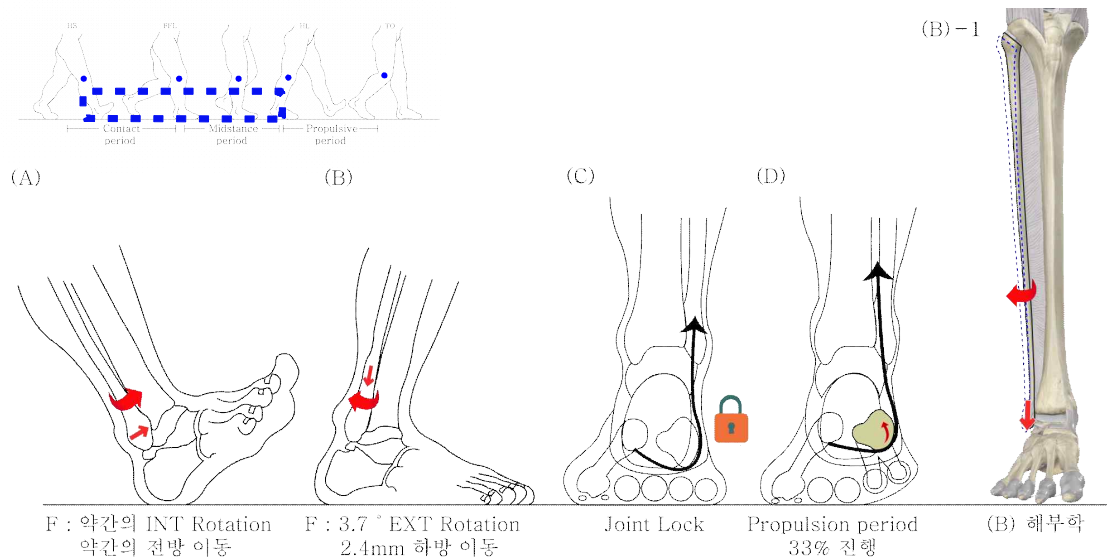 HS FFL HL TO
(B)-1
Contact period
Midstance period
Propulsive period
(A)
(B)
(C)
(D)
F : 약간의 INT Rotation
약간의 전방 이동
F : 3.7 ° EXT Rotation
2.4mm 하방 이동
Joint Lock
Propulsion period
33% 진행
(B) 해부학